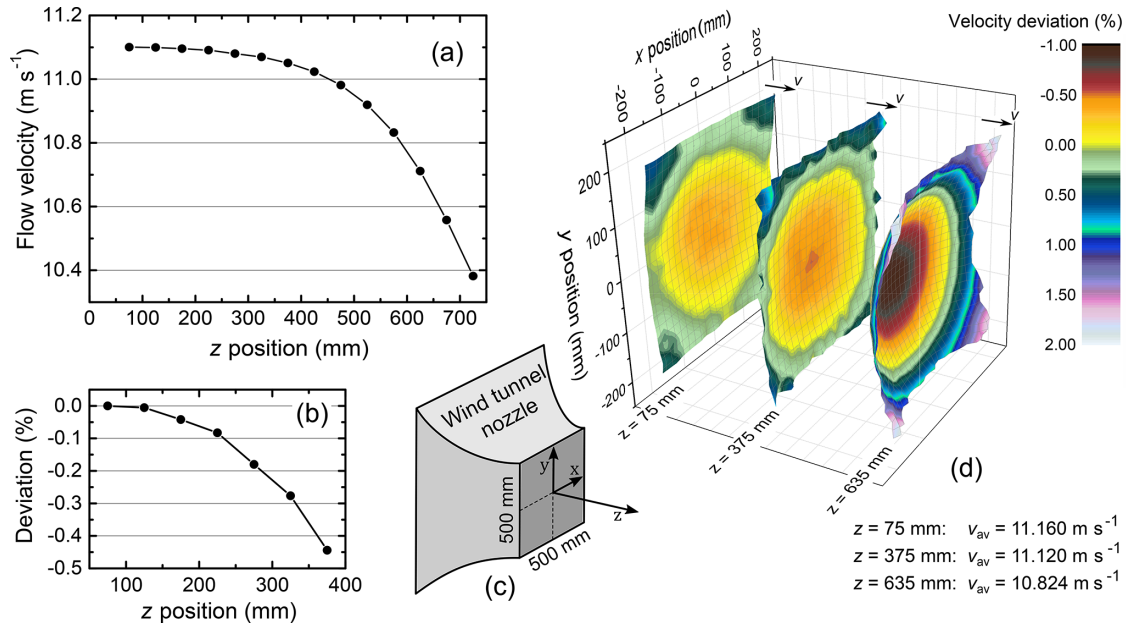 (a)
Flow velocity (m s⁻¹)
11.2
11.0
10.8
10.6
10.4
0 100 200 300 400 500 600 700
z position (mm)
(b)
Deviation (%)
0.0
-0.1
-0.2
-0.3
-0.4
-0.5
100 200 300 400
z position (mm)
Wind tunnel
nozzle
y
x
z
500 mm
500 mm
(c)
x position (mm)
-200 -100 0 100 200
y position (mm)
200
100
0
-100
-200
v
v
v
z = 75 mm
z = 375 mm
z = 635 mm
(d)
Velocity deviation (%)
-1.00
-0.50
0.00
0.50
1.00
1.50
2.00
z = 75 mm: vav = 11.160 m s⁻¹
z = 375 mm: vav = 11.120 m s⁻¹
z = 635 mm: vav = 10.824 m s⁻¹